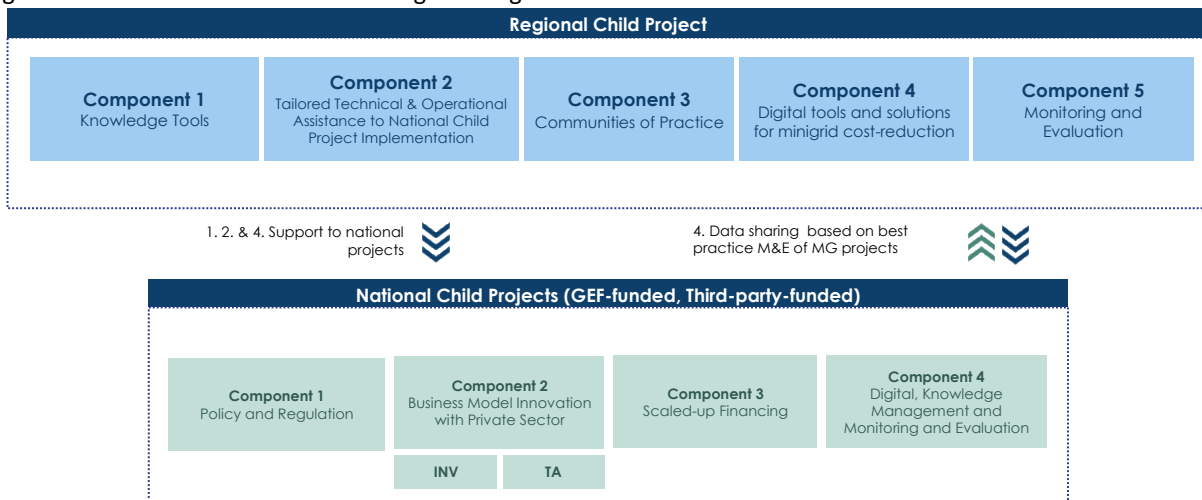 Regional Child Project
Component 1
Knowledge Tools
Component 2
Tailored Technical & Operational
Assistance to National Child
Project Implementation
Component 3
Communities of Practice
Component 4
Digital tools and solutions
for minigrid cost-reduction
Component 5
Monitoring and
Evaluation
1. 2. & 4. Support to national
projects
4. Data sharing based on best
practice M&E of MG projects
National Child Projects (GEF-funded, Third-party-funded)
Component 1
Policy and Regulation
Component 2
Business Model Innovation
with Private Sector
INV
TA
Component 3
Scaled-up Financing
Component 4
Digital, Knowledge
Management and
Monitoring and Evaluation